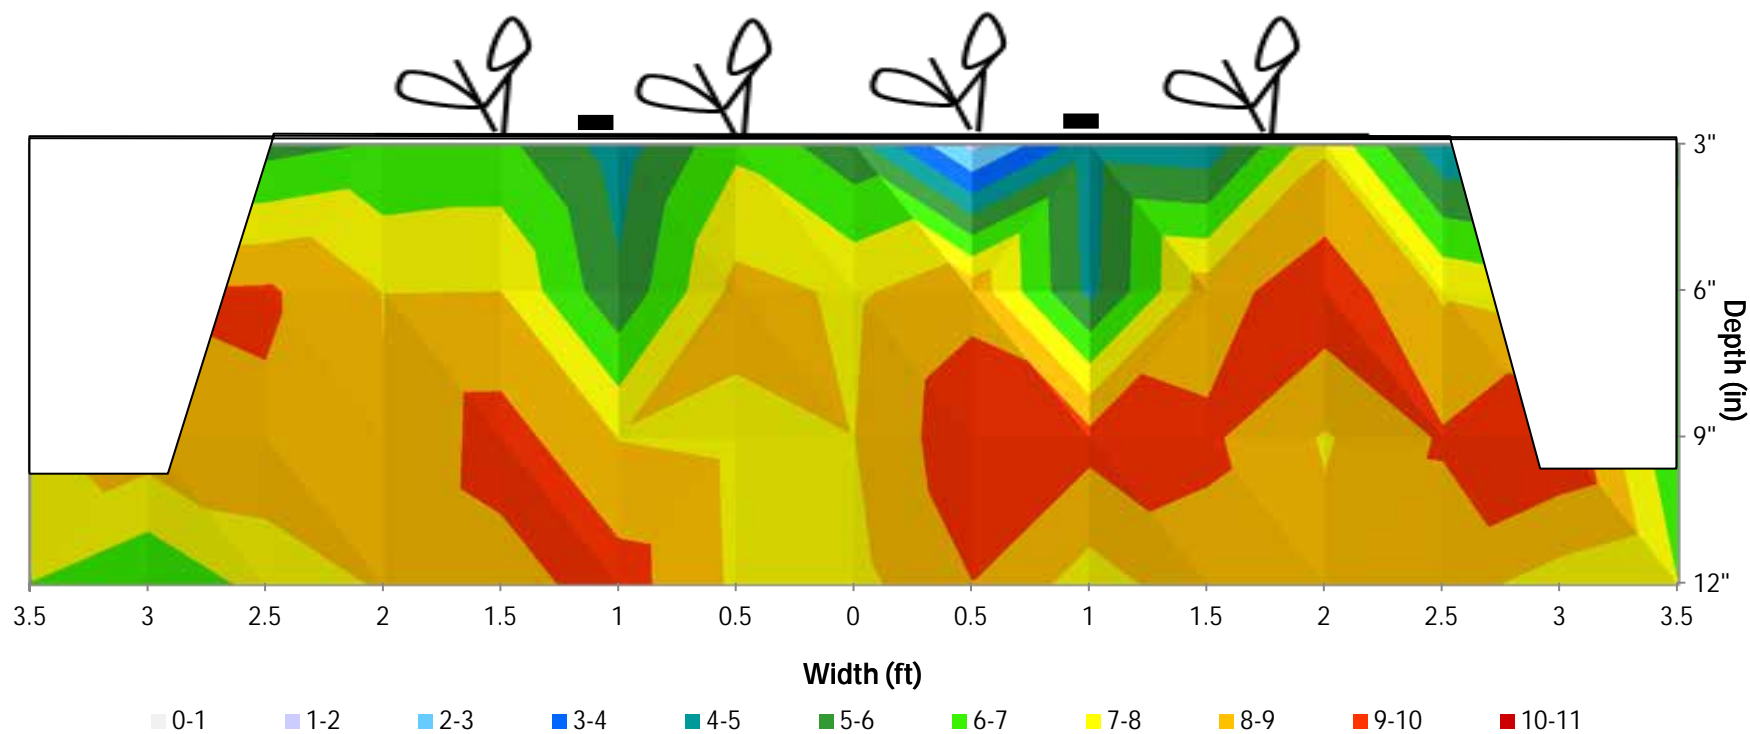 3"
6"
9"
12"
Depth (in)
3.5 3 2.5 2 1.5 1 0.5 0 0.5 1 1.5 2 2.5 3 3.5
Width (ft)
0-1 1-2 2-3 3-4 4-5 5-6 6-7 7-8 8-9 9-10 10-11